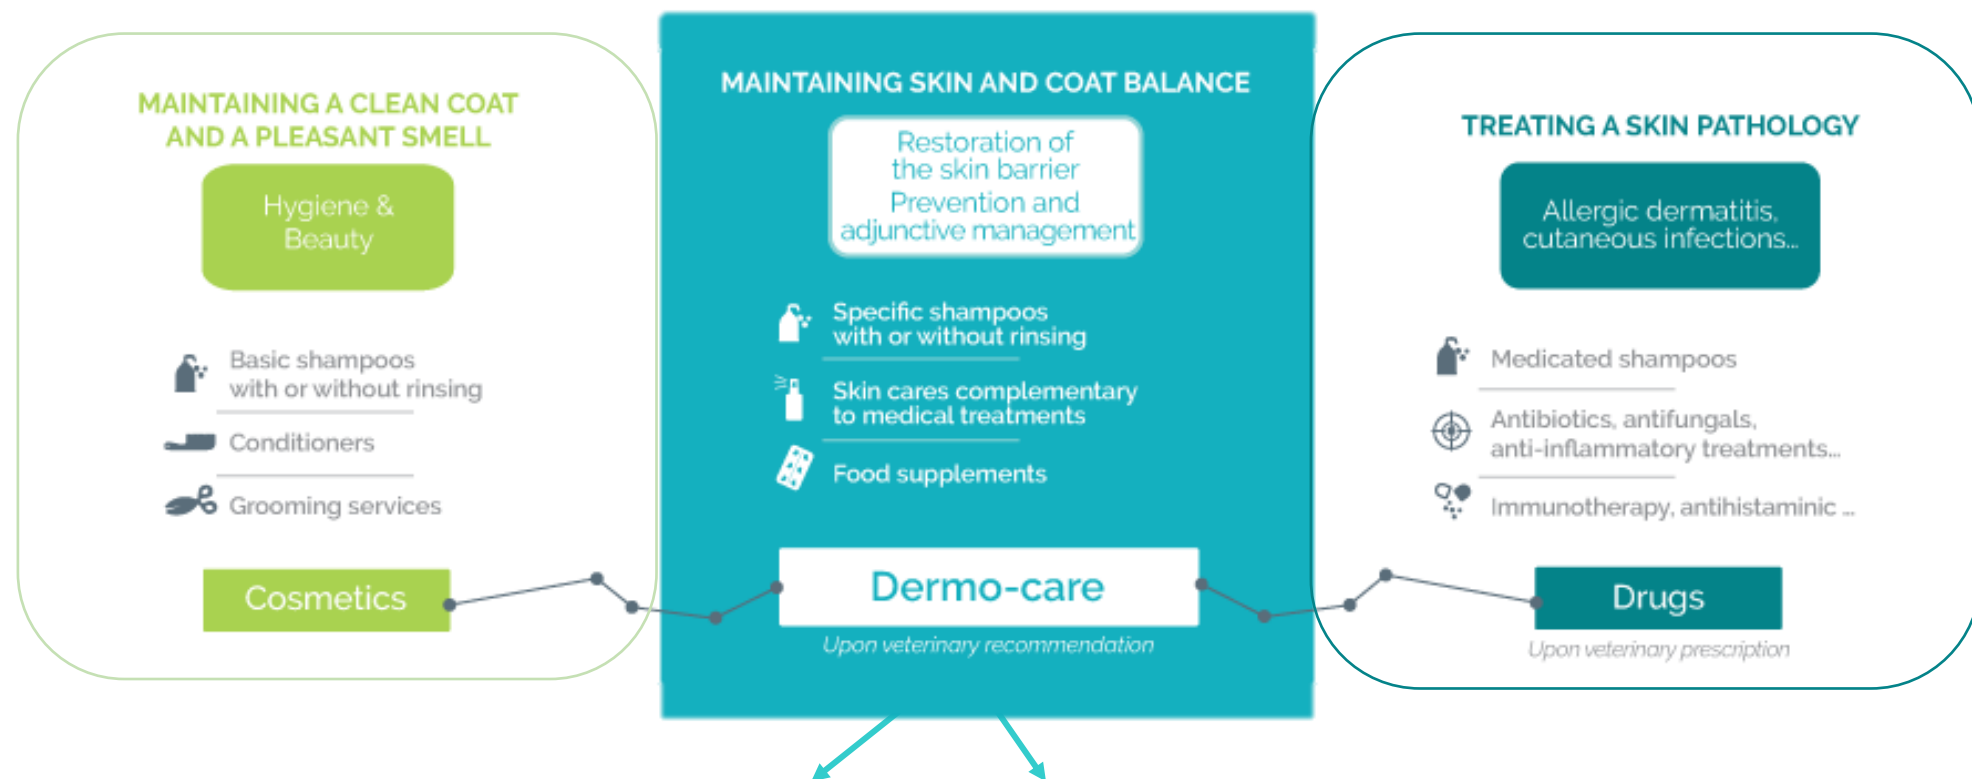 MAINTAINING A CLEAN COAT
AND A PLEASANT SMELL
Hygiene &
Beauty
Basic shampoos
with or without rinsing
Conditioners
Grooming services
Cosmetics
MAINTAINING SKIN AND COAT BALANCE
Restoration of
the skin barrier
Prevention and
adjunctive management
Specific shampoos
with or without rinsing
Skin cares complementary
to medical treatments
Food supplements
Dermo-care
Upon veterinary recommendation
TREATING A SKIN PATHOLOGY
Allergic dermatitis,
cutaneous infections...
Medicated shampoos
Antibiotics, antifungals,
anti-inflammatory treatments...
Immunotherapy, antihistaminic ...
Drugs
Upon veterinary prescription